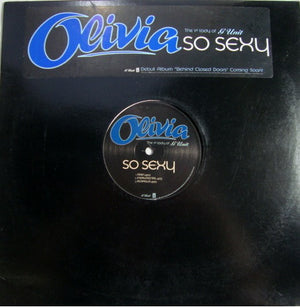 Olivia
The 1st lady of G Unit
SO SEXY
Debut Album "Behind Closed Doors" Coming Soon!
Olivia
The 1st lady of G Unit
SO SEXY